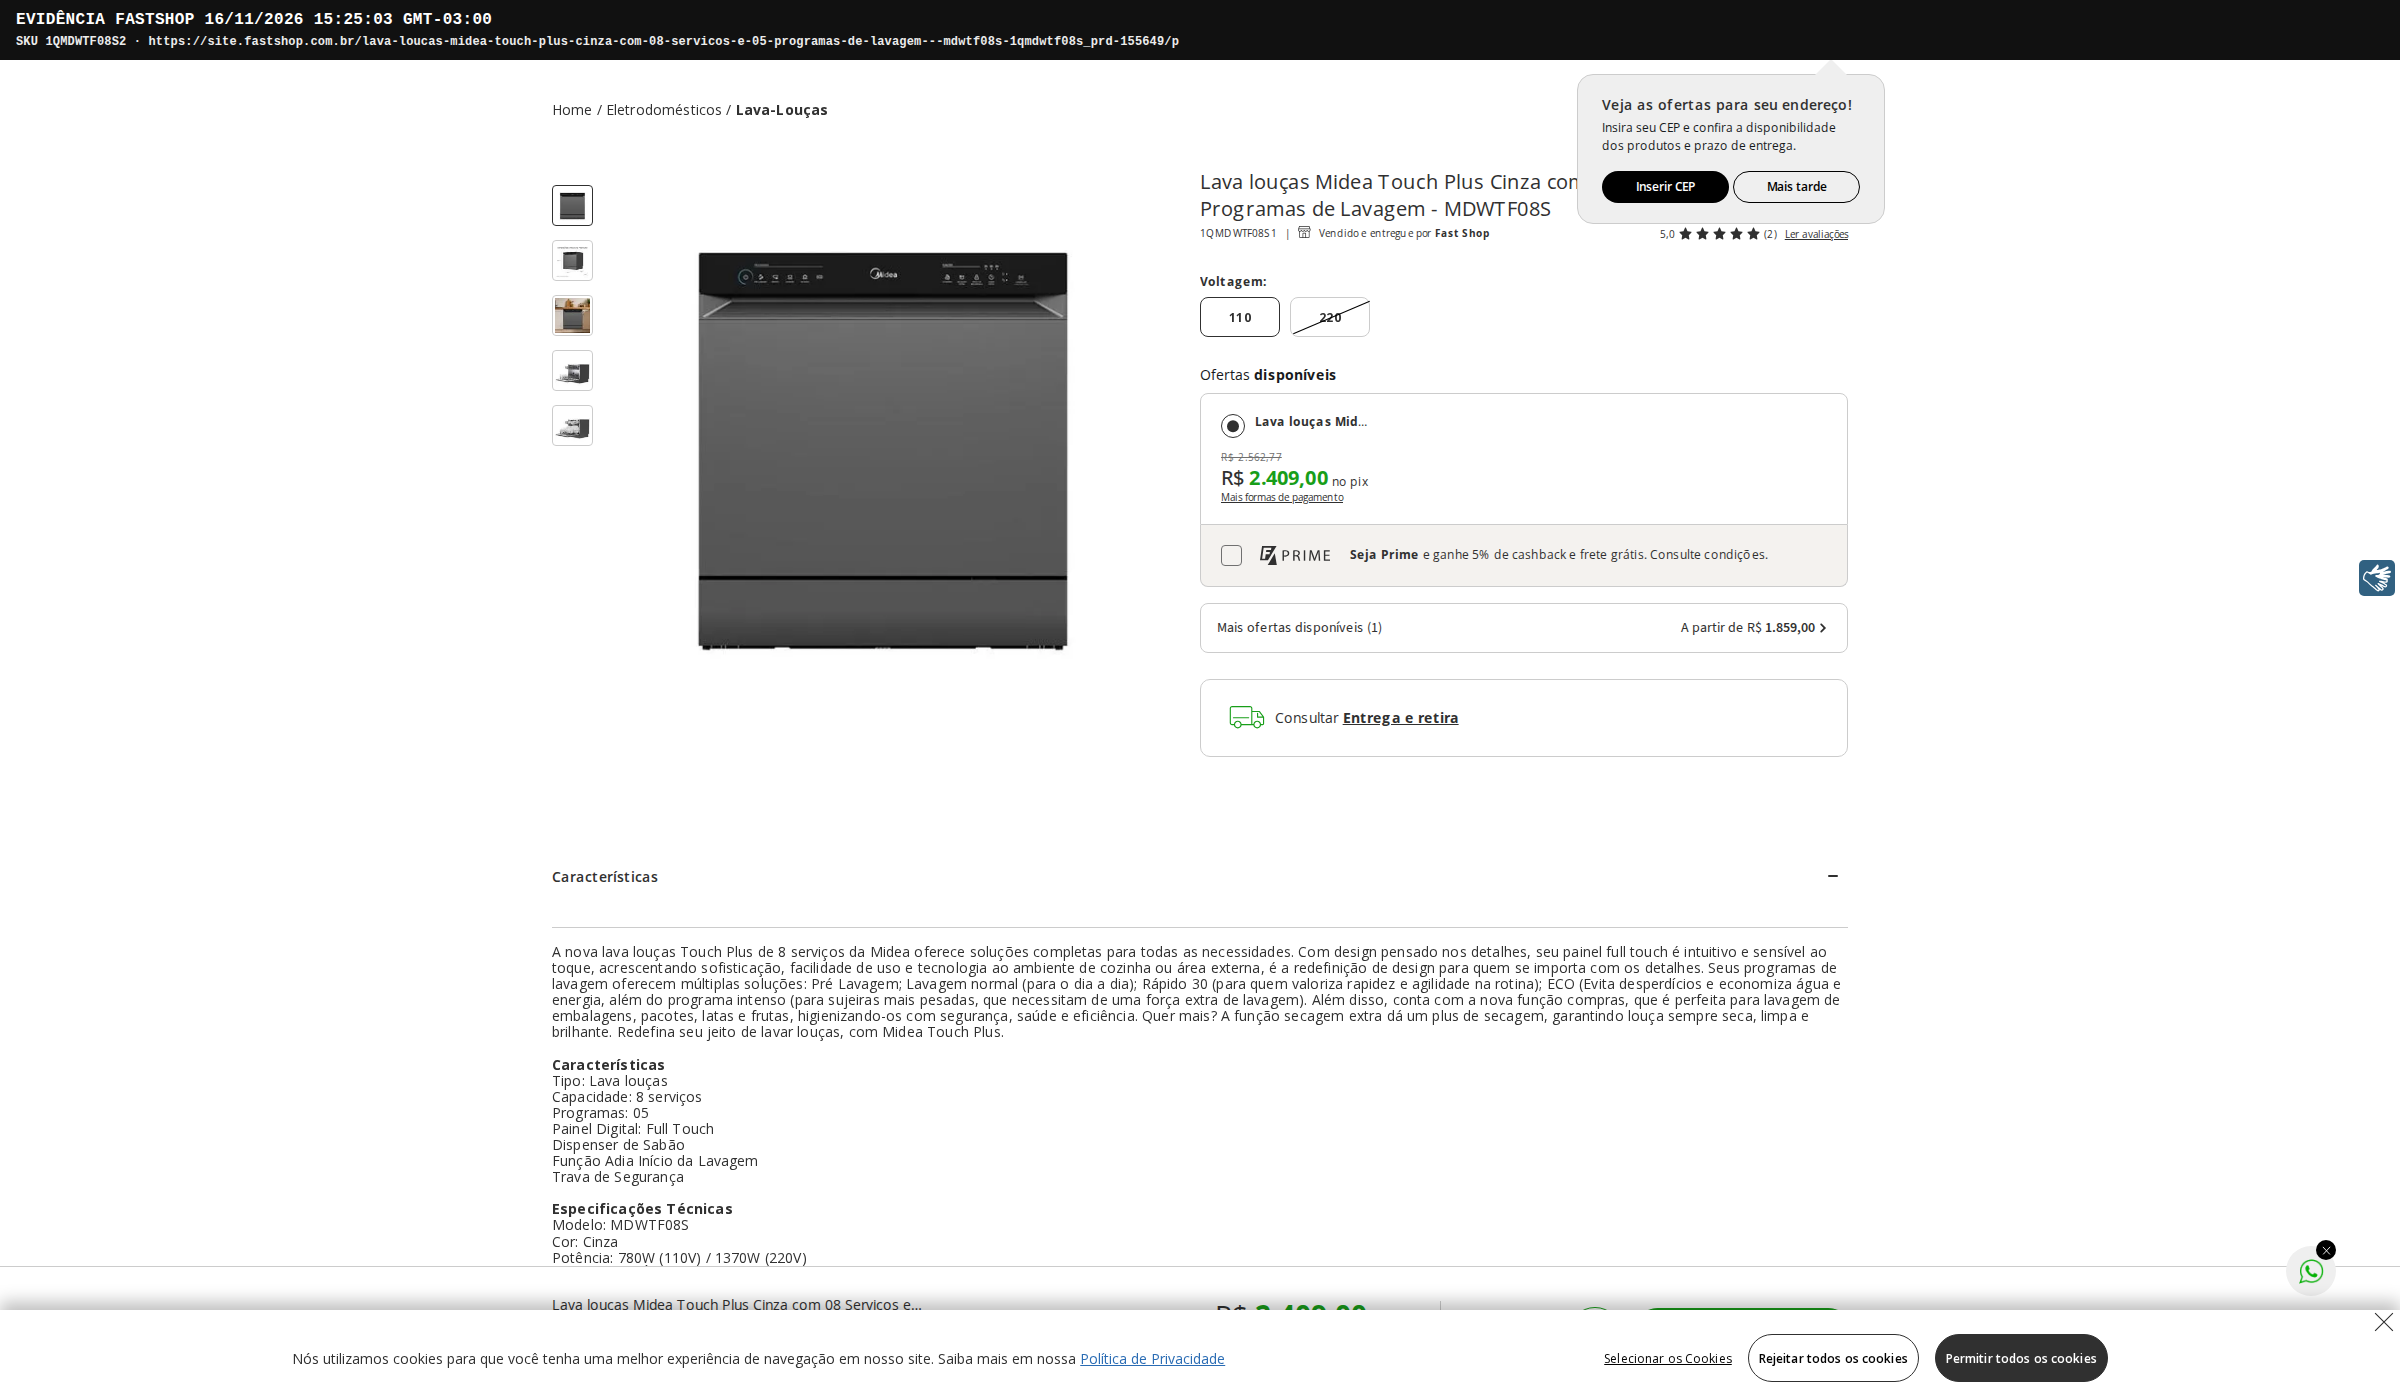 EVIDÊNCIA FASTSHOP 16/11/2026 15:25:03 GMT-03:00
SKU 1QMDWTF08S2 · https://site.fastshop.com.br/lava-loucas-midea-touch-plus-cinza-com-08-servicos-e-05-programas-de-lavagem---mdwtf08s-1qmdwtf08s_prd-155649/p
Veja as ofertas para seu endereço!
Insira seu CEP e confira a disponibilidade
dos produtos e prazo de entrega.
Inserir CEP
Mais tarde
Home / Eletrodomésticos / Lava-Louças
Lava louças Midea Touch Plus Cinza com
Programas de Lavagem - MDWTF08S
1QMDWTF08S1 | Vendido e entregue por Fast Shop
5,0 (2) Ler avaliações
Midea
Voltagem:
110
220
Ofertas disponíveis
Lava louças Mid...
R$ 2.562,77
R$ 2.409,00 no pix
Mais formas de pagamento
PRIME Seja Prime e ganhe 5% de cashback e frete grátis. Consulte condições.
Mais ofertas disponíveis (1) A partir de R$ 1.859,00
Consultar Entrega e retira
Características
A nova lava louças Touch Plus de 8 serviços da Midea oferece soluções completas para todas as necessidades. Com design pensado nos detalhes, seu painel full touch é intuitivo e sensível ao
toque, acrescentando sofisticação, facilidade de uso e tecnologia ao ambiente de cozinha ou área externa, é a redefinição de design para quem se importa com os detalhes. Seus programas de
lavagem oferecem múltiplas soluções: Pré Lavagem; Lavagem normal (para o dia a dia); Rápido 30 (para quem valoriza rapidez e agilidade na rotina); ECO (Evita desperdícios e economiza água e
energia, além do programa intenso (para sujeiras mais pesadas, que necessitam de uma força extra de lavagem). Além disso, conta com a nova função compras, que é perfeita para lavagem de
embalagens, pacotes, latas e frutas, higienizando-os com segurança, saúde e eficiência. Quer mais? A função secagem extra dá um plus de secagem, garantindo louça sempre seca, limpa e
brilhante. Redefina seu jeito de lavar louças, com Midea Touch Plus.
Características
Tipo: Lava louças
Capacidade: 8 serviços
Programas: 05
Painel Digital: Full Touch
Dispenser de Sabão
Função Adia Início da Lavagem
Trava de Segurança
Especificações Técnicas
Modelo: MDWTF08S
Cor: Cinza
Potência: 780W (110V) / 1370W (220V)
Lava louças Midea Touch Plus Cinza com 08 Serviços e...
R$ 2.409,00
Nós utilizamos cookies para que você tenha uma melhor experiência de navegação em nosso site. Saiba mais em nossa Política de Privacidade
Selecionar os Cookies
Rejeitar todos os cookies
Permitir todos os cookies